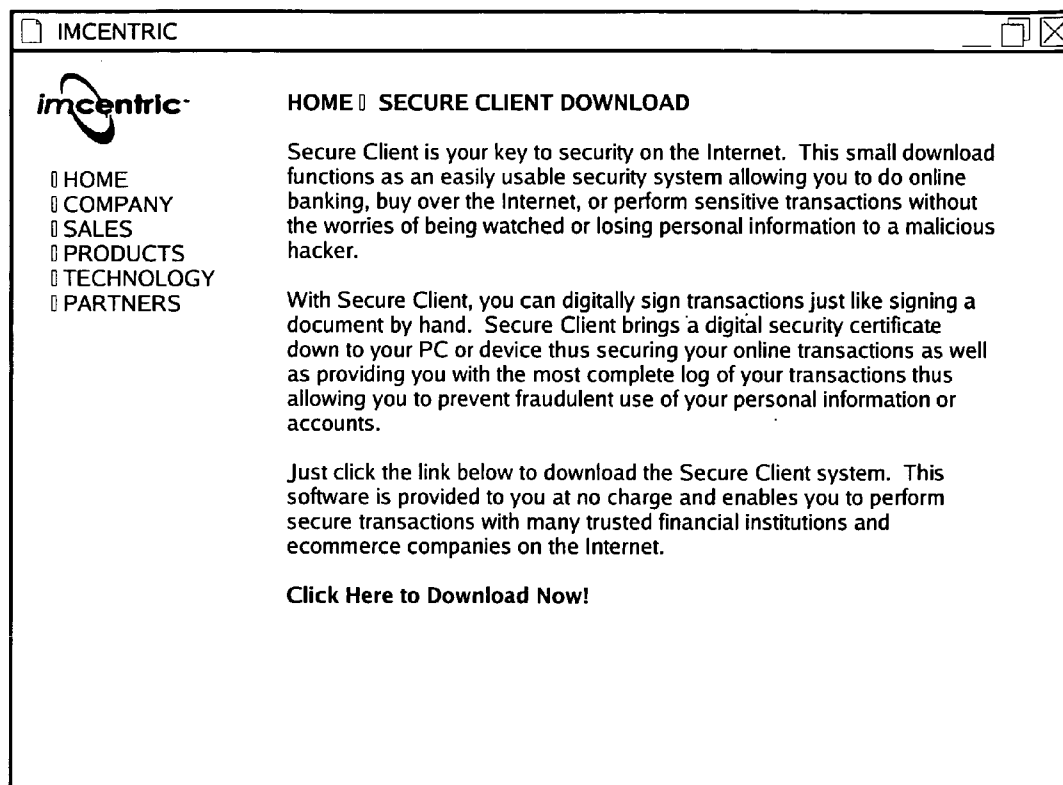 IMCENTRIC
imcentric
HOME
COMPANY
SALES
PRODUCTS
TECHNOLOGY
PARTNERS
HOME SECURE CLIENT DOWNLOAD
Secure Client is your key to security on the Internet. This small download
functions as an easily usable security system allowing you to do online
banking, buy over the Internet, or perform sensitive transactions without
the worries of being watched or losing personal information to a malicious
hacker.
With Secure Client, you can digitally sign transactions just like signing a
document by hand. Secure Client brings a digital security certificate
down to your PC or device thus securing your online transactions as well
as providing you with the most complete log of your transactions thus
allowing you to prevent fraudulent use of your personal information or
accounts.
Just click the link below to download the Secure Client system. This
software is provided to you at no charge and enables you to perform
secure transactions with many trusted financial institutions and
ecommerce companies on the Internet.
Click Here to Download Now!